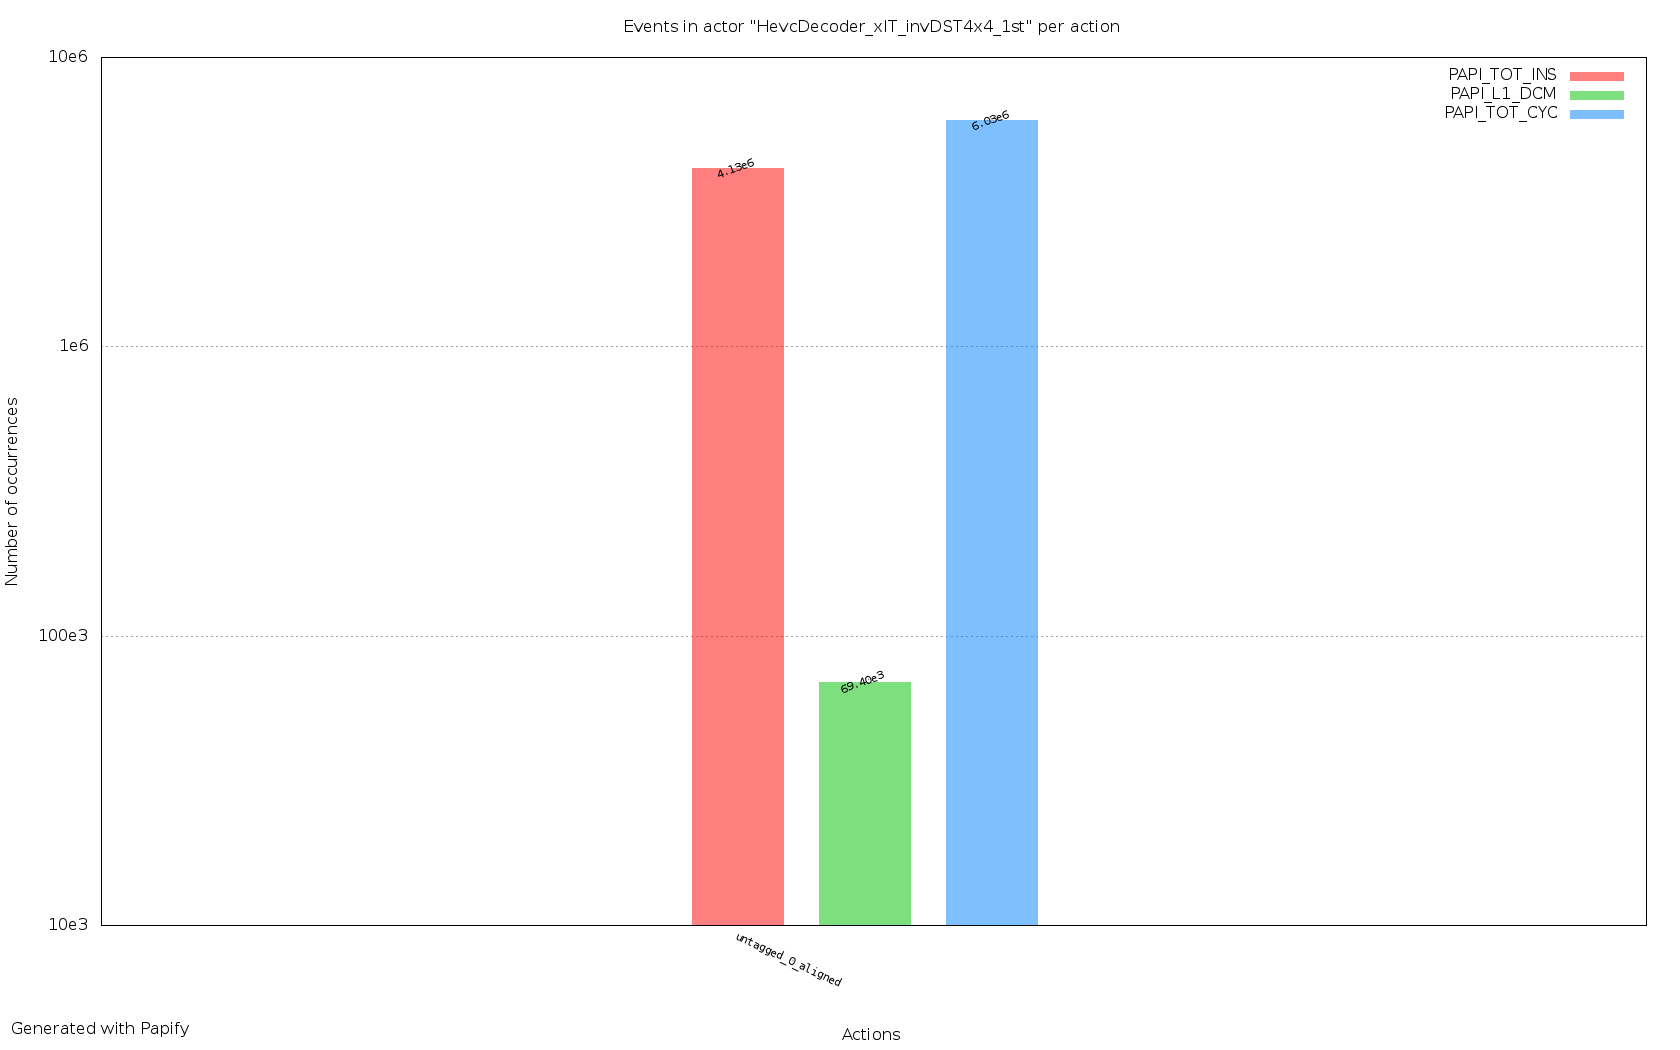 Events in actor "HevcDecoder_xIT_invDST4x4_1st" per action
10e6
PAPI_TOT_INS
PAPI_L1_DCM
PAPI_TOT_CYC
6.03e6
4.13e6
1e6
Number of occurrences
100e3
69.40e3
10e3
untagged_0_aligned
Generated with Papify
Actions